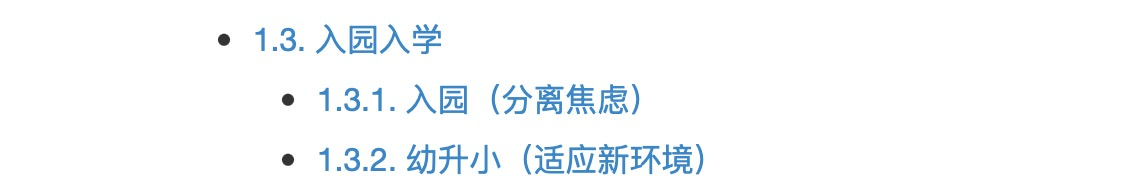 • 1.3. 入园入学
• 1.3.1. 入园（分离焦虑）
• 1.3.2. 幼升小（适应新环境）